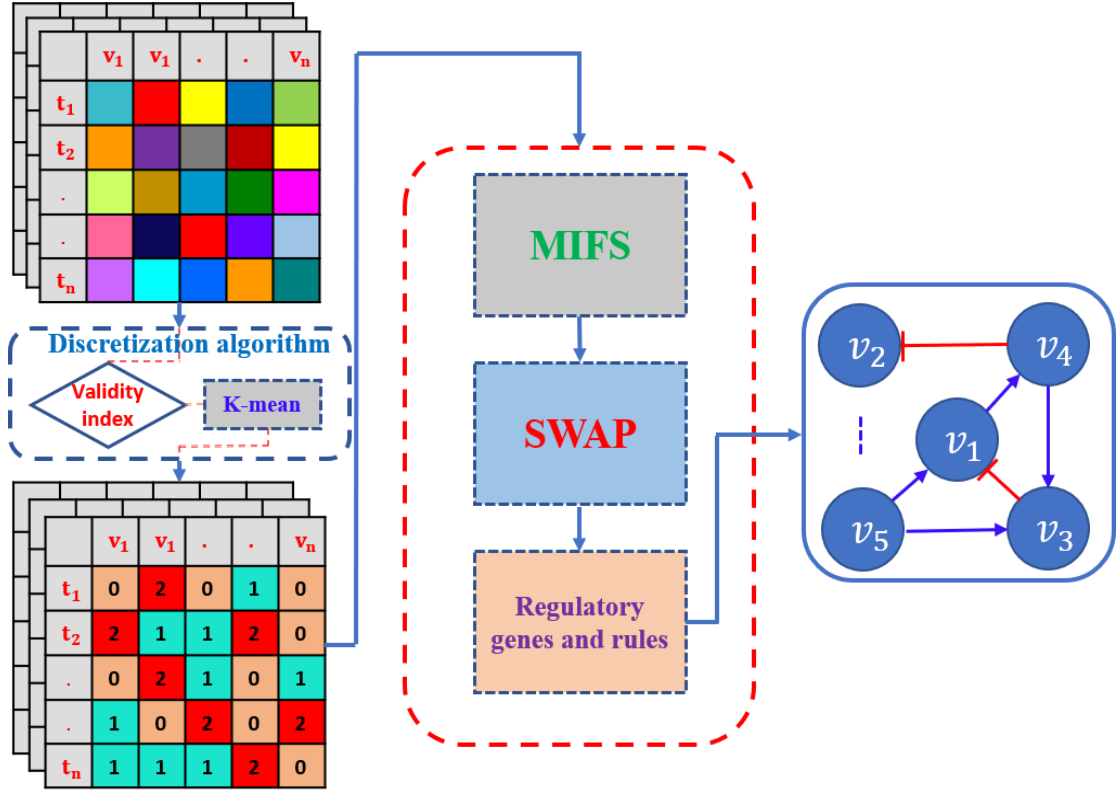 v₁ v₁ . . vₙ
t₁
t₂
.
.
tₙ
Discretization algorithm
Validity
index
K-mean
v₁ v₁ . . vₙ
t₁ 0 2 0 1 0
t₂ 2 1 1 2 0
. 0 2 1 0 1
. 1 0 2 0 2
tₙ 1 1 1 2 0
MIFS
SWAP
Regulatory
genes and rules
v₂ v₄
v₁
v₅ v₃